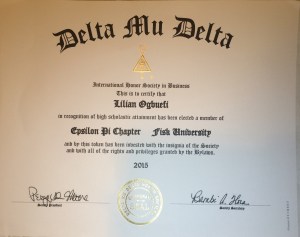 Delta Mu Delta
International Honor Society in Business
This is to certify that
Lilian Ogbuefi
in recognition of high scholastic attainment has been elected a member of
Epsilon Pi Chapter Fisk University
and by this token has been invested with the insignia of the Society
and with all of the rights and privileges granted by the Bylaws.
2015